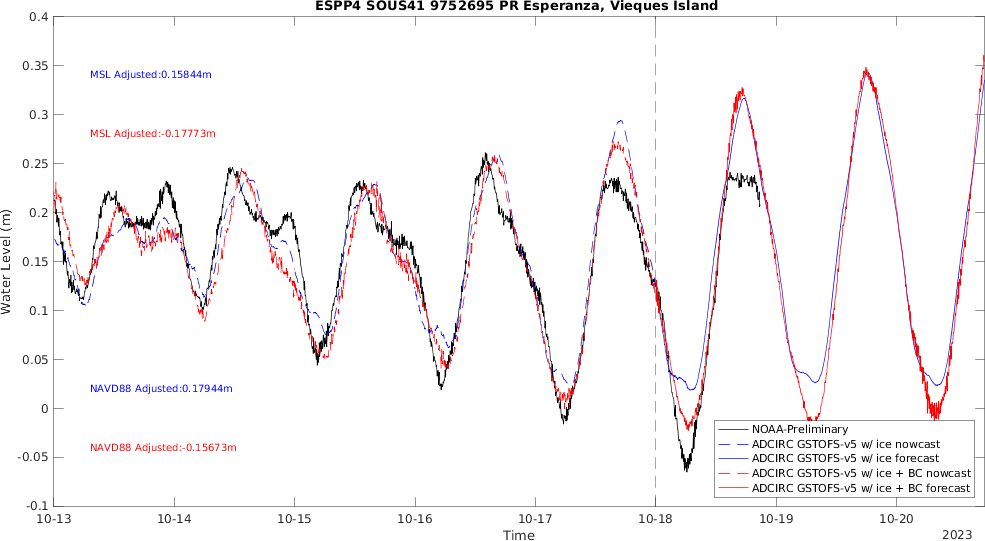 ESPP4 SOUS41 9752695 PR Esperanza, Vieques Island
0.4
0.35
0.3
0.25
0.2
0.15
0.1
0.05
0
-0.05
-0.1
Water Level (m)
MSL Adjusted:0.15844m
MSL Adjusted:-0.17773m
NAVD88 Adjusted:0.17944m
NAVD88 Adjusted:-0.15673m
NOAA-Preliminary
ADCIRC GSTOFS-v5 w/ ice nowcast
ADCIRC GSTOFS-v5 w/ ice forecast
ADCIRC GSTOFS-v5 w/ ice + BC nowcast
ADCIRC GSTOFS-v5 w/ ice + BC forecast
10-13 10-14 10-15 10-16 10-17 10-18 10-19 10-20
Time
2023